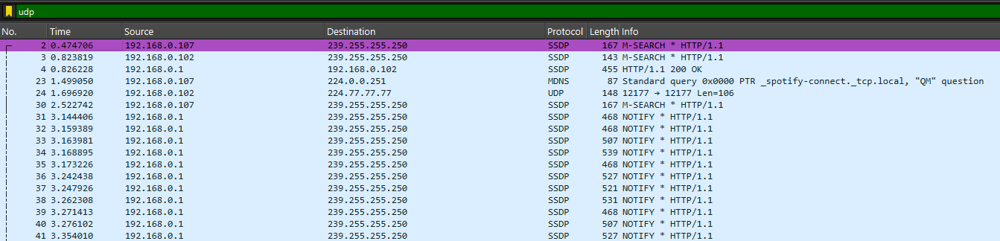 udp
No. Time Source Destination Protocol Length Info
2 0.474706 192.168.0.107 239.255.255.250 SSDP 167 M-SEARCH * HTTP/1.1
3 0.823819 192.168.0.102 239.255.255.250 SSDP 143 M-SEARCH * HTTP/1.1
4 0.826228 192.168.0.1 192.168.0.102 SSDP 455 HTTP/1.1 200 OK
23 1.499050 192.168.0.107 224.0.0.251 MDNS 87 Standard query 0x0000 PTR _spotify-connect._tcp.local, "QM" question
24 1.696920 192.168.0.102 224.77.77.77 UDP 148 12177 → 12177 Len=106
30 2.522742 192.168.0.107 239.255.255.250 SSDP 167 M-SEARCH * HTTP/1.1
31 3.144406 192.168.0.1 239.255.255.250 SSDP 468 NOTIFY * HTTP/1.1
32 3.159389 192.168.0.1 239.255.255.250 SSDP 468 NOTIFY * HTTP/1.1
33 3.163981 192.168.0.1 239.255.255.250 SSDP 507 NOTIFY * HTTP/1.1
34 3.168895 192.168.0.1 239.255.255.250 SSDP 539 NOTIFY * HTTP/1.1
35 3.173226 192.168.0.1 239.255.255.250 SSDP 468 NOTIFY * HTTP/1.1
36 3.242438 192.168.0.1 239.255.255.250 SSDP 527 NOTIFY * HTTP/1.1
37 3.247926 192.168.0.1 239.255.255.250 SSDP 521 NOTIFY * HTTP/1.1
38 3.262308 192.168.0.1 239.255.255.250 SSDP 531 NOTIFY * HTTP/1.1
39 3.271413 192.168.0.1 239.255.255.250 SSDP 468 NOTIFY * HTTP/1.1
40 3.276102 192.168.0.1 239.255.255.250 SSDP 507 NOTIFY * HTTP/1.1
41 3.354010 192.168.0.1 239.255.255.250 SSDP 527 NOTIFY * HTTP/1.1